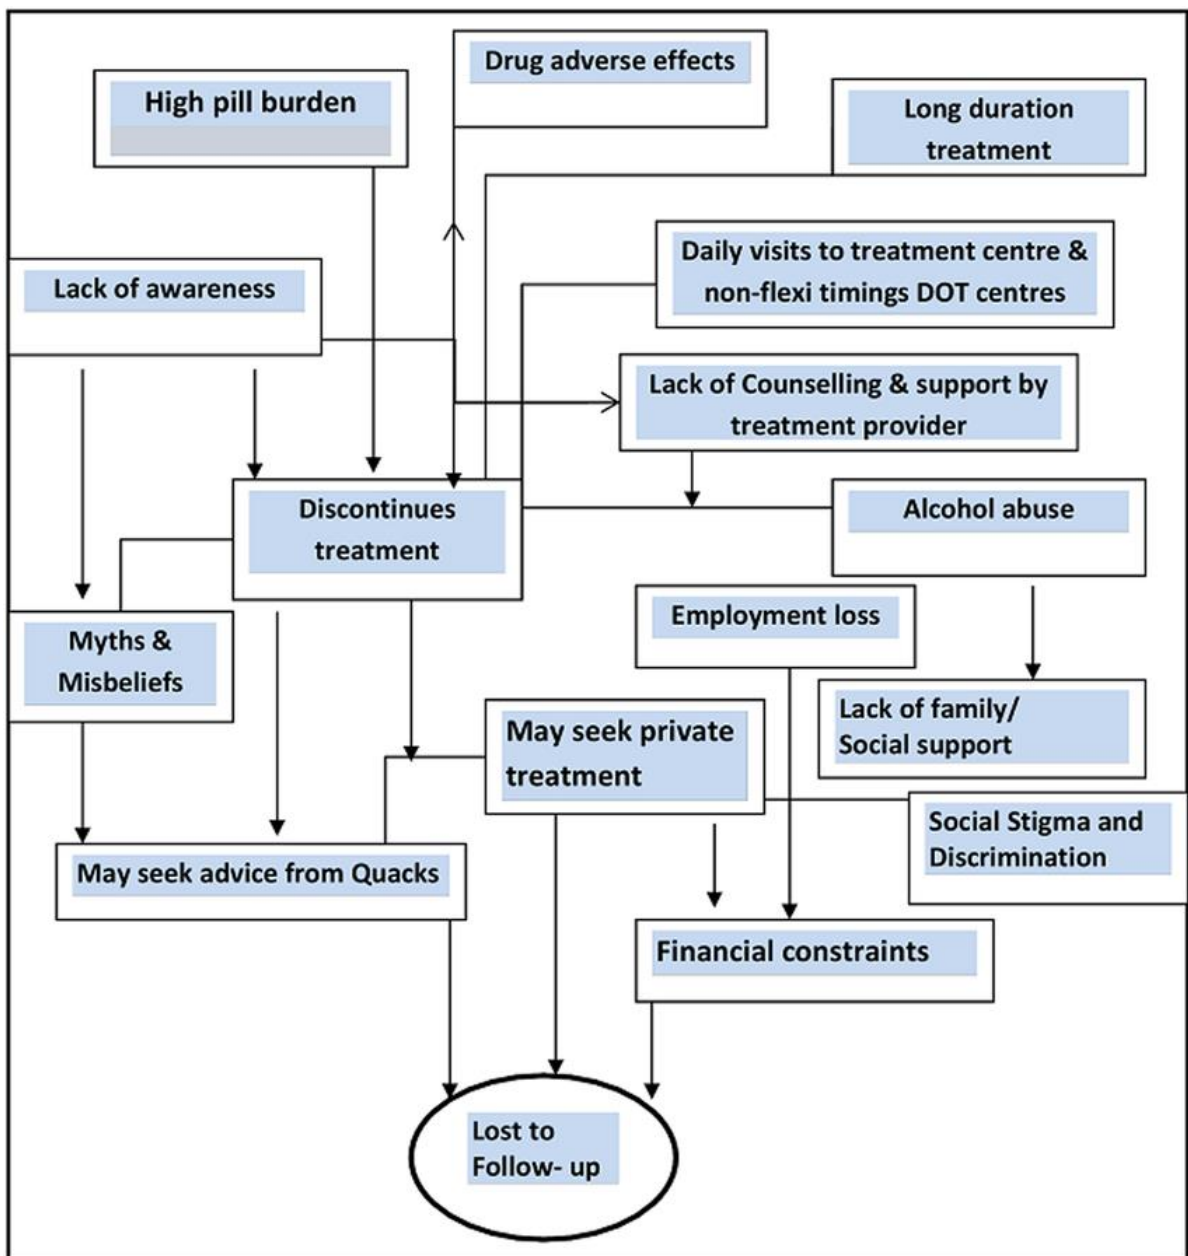 Drug adverse effects
High pill burden
Long duration
treatment
Daily visits to treatment centre &
non-flexi timings DOT centres
Lack of awareness
Lack of Counselling & support by
treatment provider
Discontinues
treatment
Alcohol abuse
Employment loss
Myths &
Misbeliefs
Lack of family/
Social support
May seek private
treatment
Social Stigma and
Discrimination
May seek advice from Quacks
Financial constraints
Lost to
Follow- up